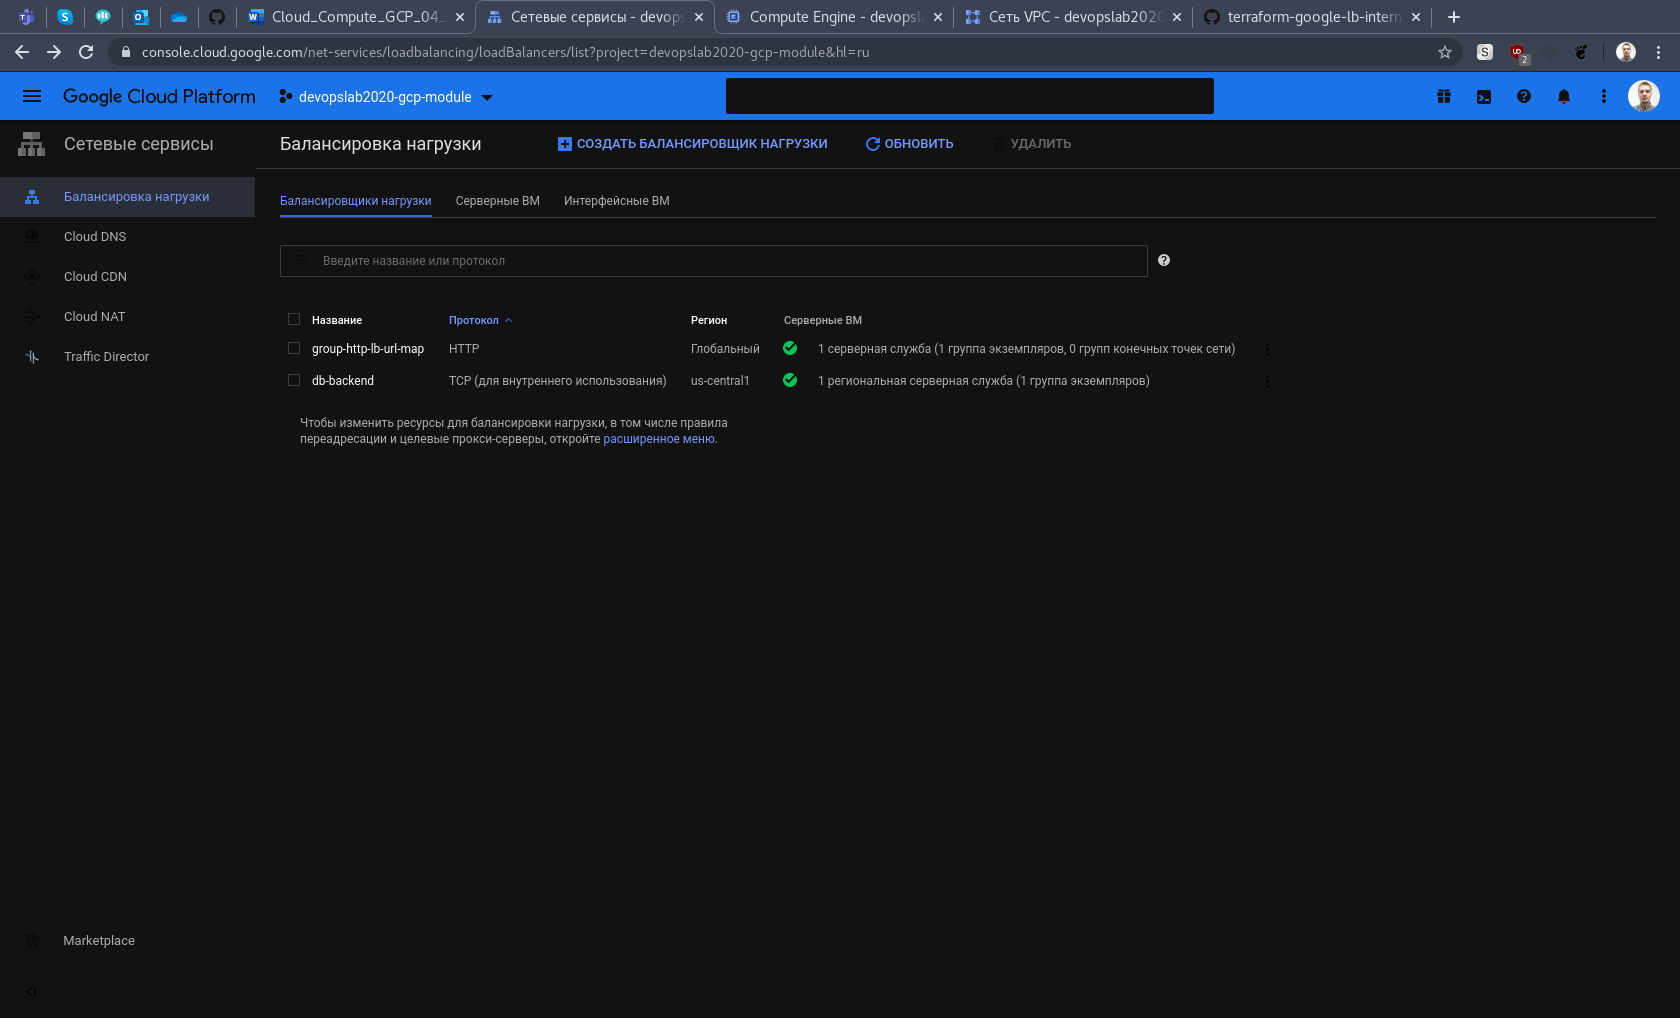 Cloud_Compute_GCP_04_
Сетевые сервисы - devops
Compute Engine - devopsl
Сеть VPC - devopslab2020
terraform-google-lb-intern
console.cloud.google.com/net-services/loadbalancing/loadBalancers/list?project=devopslab2020-gcp-module&hl=ru
S
2
Google Cloud Platform
devopslab2020-gcp-module
Сетевые сервисы
Балансировка нагрузки
СОЗДАТЬ БАЛАНСИРОВЩИК НАГРУЗКИ
ОБНОВИТЬ
УДАЛИТЬ
Балансировка нагрузки
Cloud DNS
Cloud CDN
Cloud NAT
Traffic Director
Балансировщики нагрузки
Серверные ВМ
Интерфейсные ВМ
Введите название или протокол
Название Протокол Регион Серверные ВМ
group-http-lb-url-map HTTP Глобальный 1 серверная служба (1 группа экземпляров, 0 групп конечных точек сети)
db-backend TCP (для внутреннего использования) us-central1 1 региональная серверная служба (1 группа экземпляров)
Чтобы изменить ресурсы для балансировки нагрузки, в том числе правила
переадресации и целевые прокси-серверы, откройте расширенное меню.
Marketplace